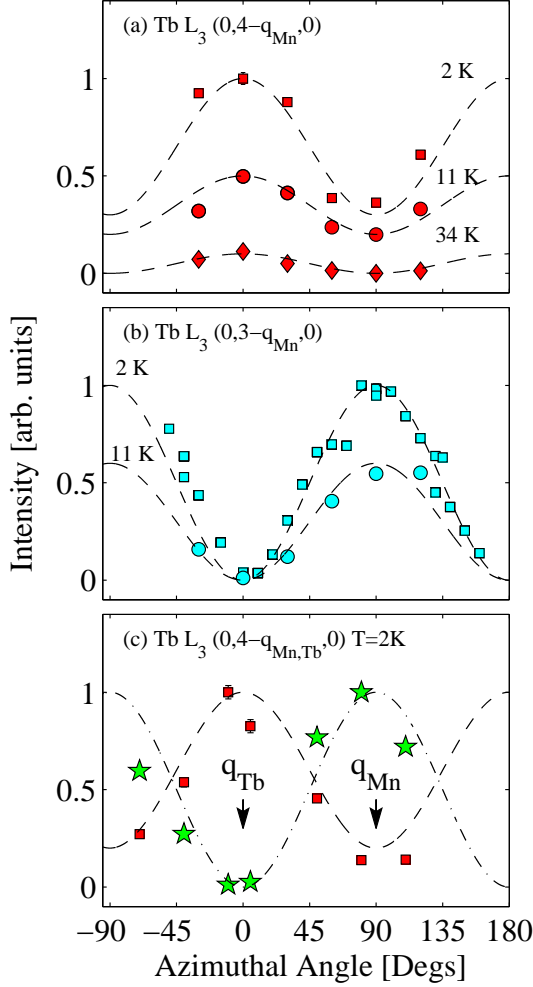 (a) Tb L3 (0,4−qMn,0)
2 K
1
11 K
0.5
34 K
0
(b) Tb L3 (0,3−qMn,0)
2 K
1
11 K
0.5
0
Intensity [arb. units]
(c) Tb L3 (0,4−qMn,Tb,0) T=2K
1
qTb qMn
0.5
0
−90 −45 0 45 90 135 180
Azimuthal Angle [Degs]